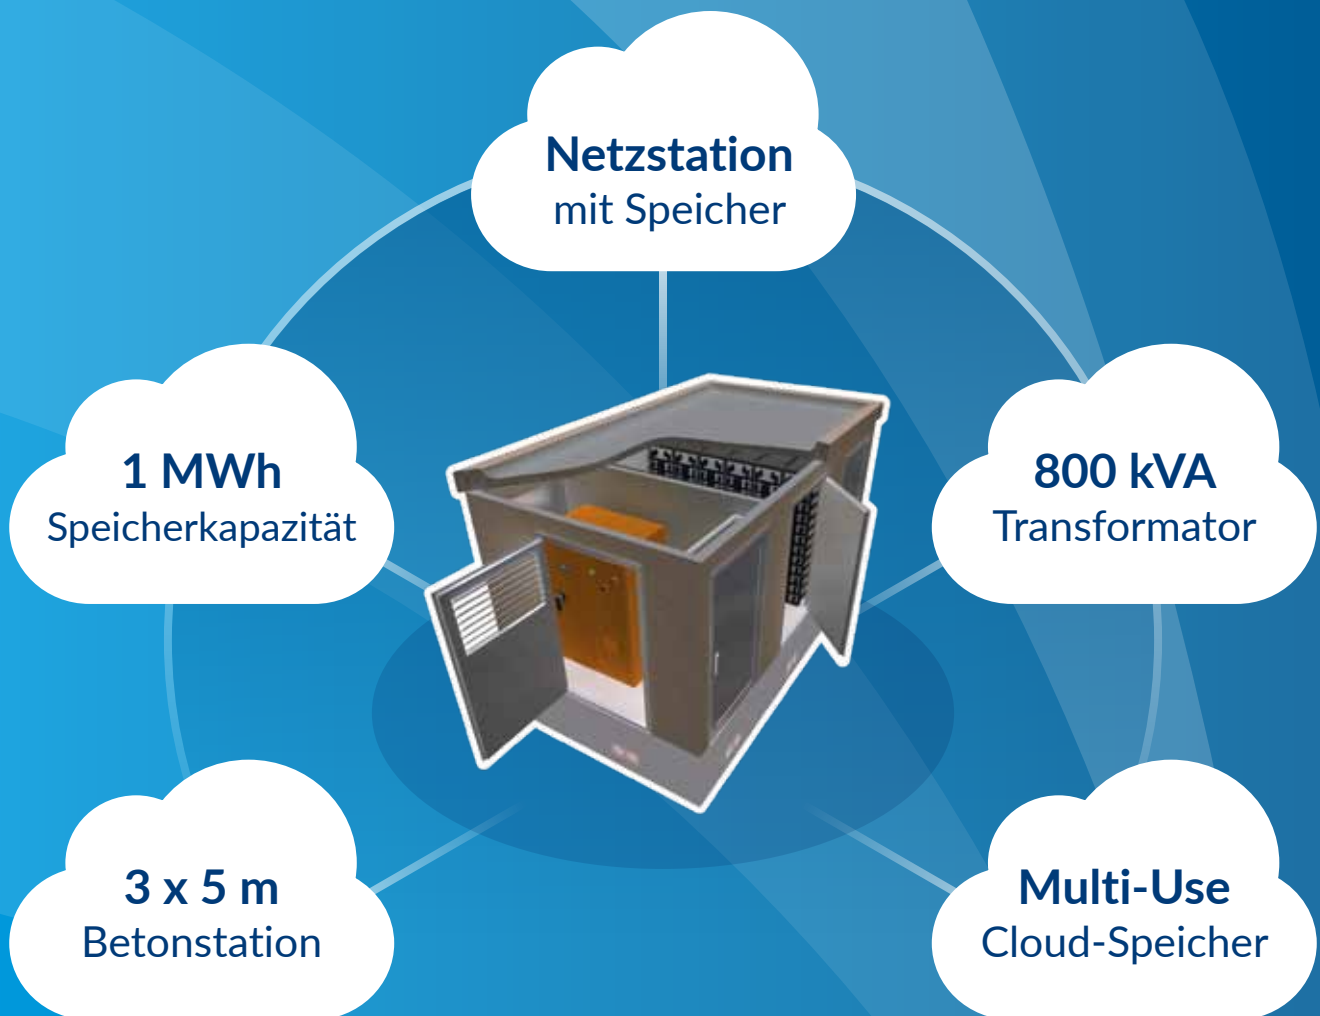 Netzstation
mit Speicher
1 MWh
Speicherkapazität
800 kVA
Transformator
3 x 5 m
Betonstation
Multi-Use
Cloud-Speicher